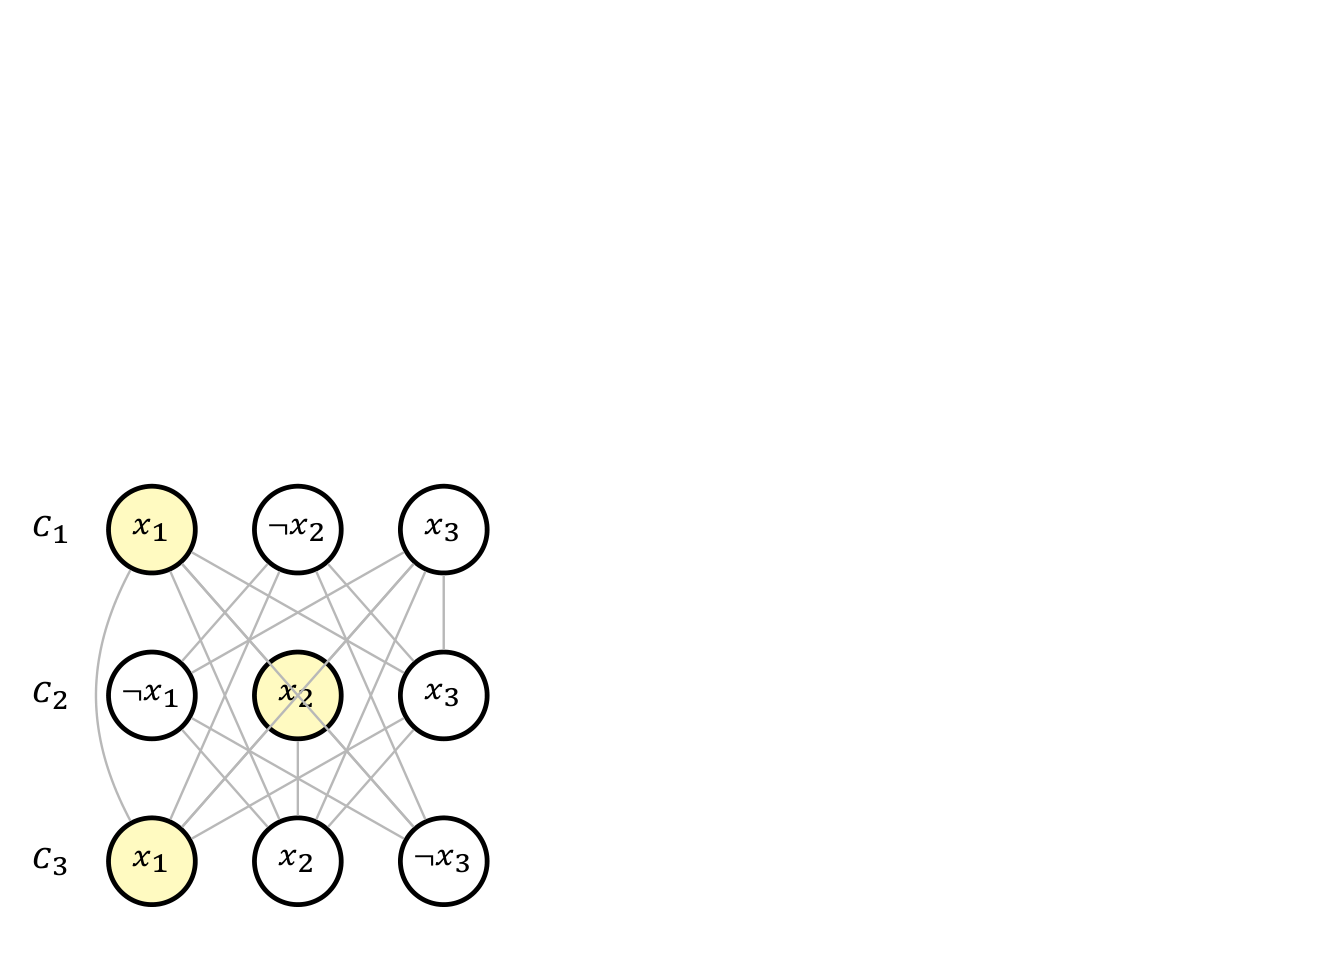 C₁ x₁ ¬x₂ x₃
C₂ ¬x₁ x₂ x₃
C₃ x₁ x₂ ¬x₃